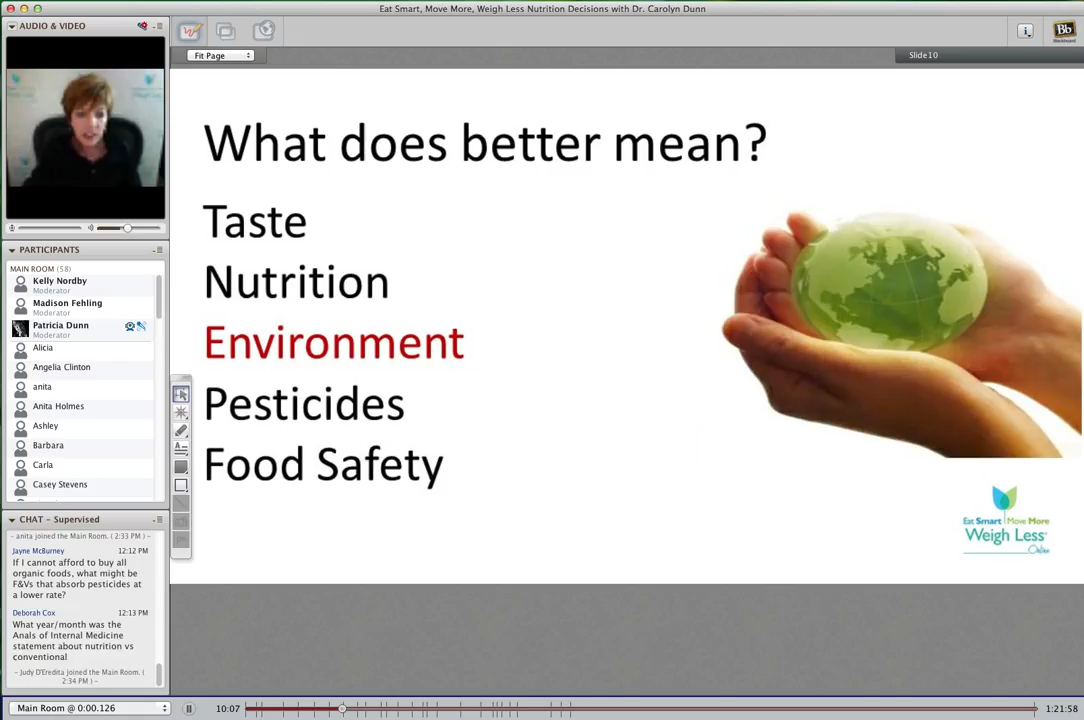 Eat Smart, Move More, Weigh Less Nutrition Decisions with Dr. Carolyn Dunn
AUDIO & VIDEO
Fit Page
Slide10
Bb
Blackboard
What does better mean?
Taste
Nutrition
Environment
Pesticides
Food Safety
Eat Smart Move More
Weigh Less
Online
PARTICIPANTS
MAIN ROOM (58)
Kelly Nordby
Moderator
Madison Fehling
Moderator
Patricia Dunn
Moderator
Alicia
Angelia Clinton
anita
Anita Holmes
Ashley
Barbara
Carla
Casey Stevens
CHAT - Supervised
- anita joined the Main Room. ( 2:33 PM ) -
Jayne McBurney 12:12 PM
If I cannot afford to buy all
organic foods, what might be
F&Vs that absorb pesticides at
a lower rate?
Deborah Cox 12:13 PM
What year/month was the
Anals of Internal Medicine
statement about nutrition vs
conventional
- Judy D'Eredita joined the Main Room. (
2:34 PM ) -
Main Room @ 0:00.126
10:07
1:21:58